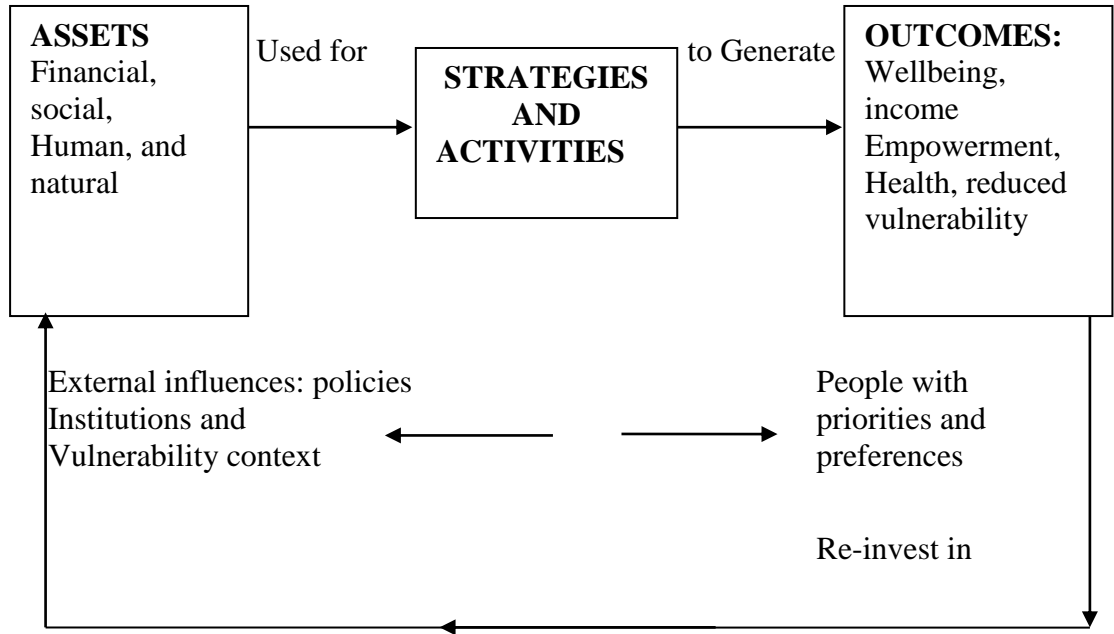 ASSETS
Financial,
social,
Human, and
natural
Used for
STRATEGIES
AND
ACTIVITIES
to Generate
OUTCOMES:
Wellbeing,
income
Empowerment,
Health, reduced
vulnerability
External influences: policies
Institutions and
Vulnerability context
People with
priorities and
preferences
Re-invest in